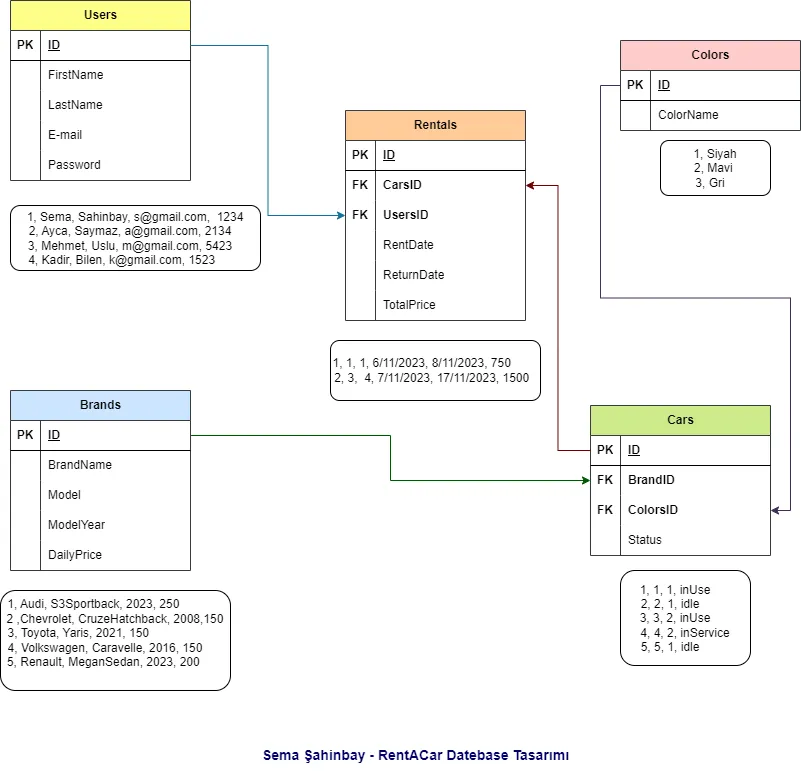 Users
PK ID
FirstName
LastName
E-mail
Password
1, Sema, Sahinbay, s@gmail.com, 1234
2, Ayca, Saymaz, a@gmail.com, 2134
3, Mehmet, Uslu, m@gmail.com, 5423
4, Kadir, Bilen, k@gmail.com, 1523
Rentals
PK ID
FK CarsID
FK UsersID
RentDate
ReturnDate
TotalPrice
1, 1, 1, 6/11/2023, 8/11/2023, 750
2, 3, 4, 7/11/2023, 17/11/2023, 1500
Colors
PK ID
ColorName
1, Siyah
2, Mavi
3, Gri
Brands
PK ID
BrandName
Model
ModelYear
DailyPrice
1, Audi, S3Sportback, 2023, 250
2 ,Chevrolet, CruzeHatchback, 2008,150
3, Toyota, Yaris, 2021, 150
4, Volkswagen, Caravelle, 2016, 150
5, Renault, MeganSedan, 2023, 200
Cars
PK ID
FK BrandID
FK ColorsID
Status
1, 1, 1, inUse
2, 2, 1, idle
3, 3, 2, inUse
4, 4, 2, inService
5, 5, 1, idle
Sema Şahinbay - RentACar Datebase Tasarımı